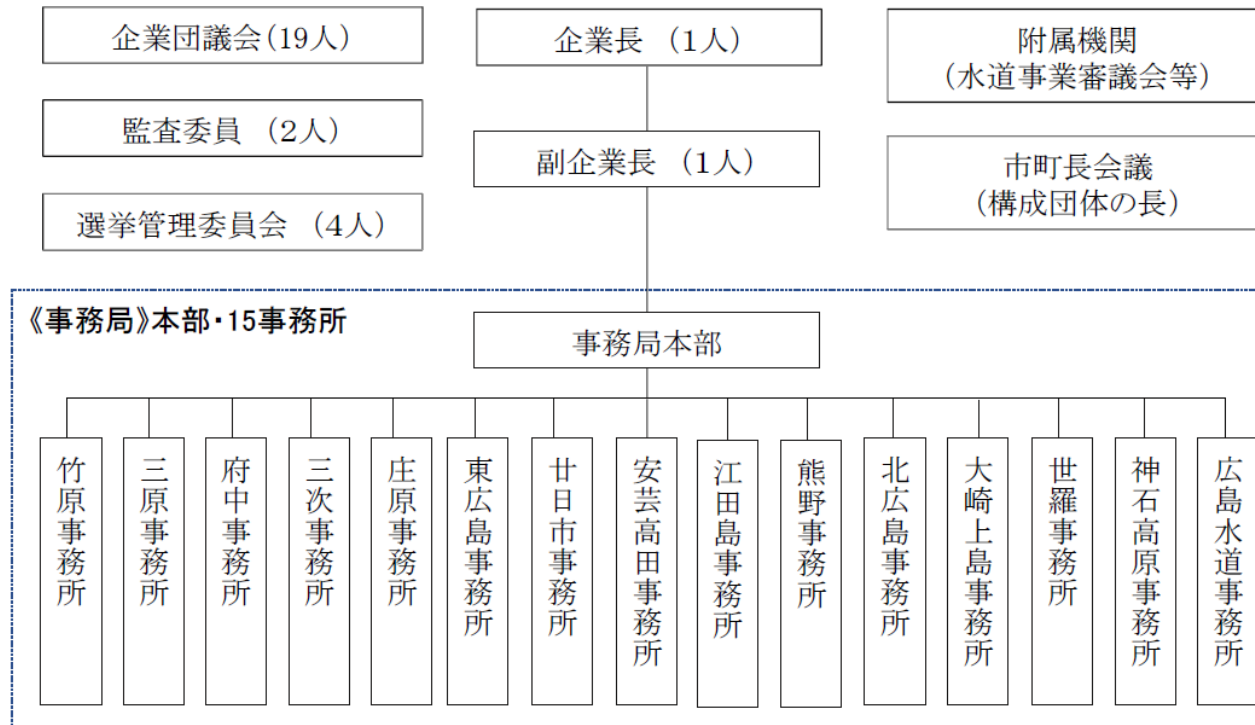 企業団議会(19人)
企業長 (1人)
附属機関
(水道事業審議会等)
監査委員 (2人)
副企業長 (1人)
市町長会議
(構成団体の長)
選挙管理委員会 (4人)
《事務局》本部・15事務所
事務局本部
竹原事務所
三原事務所
府中事務所
三次事務所
庄原事務所
東広島事務所
廿日市事務所
安芸高田事務所
江田島事務所
熊野事務所
北広島事務所
大崎上島事務所
世羅事務所
神石高原事務所
広島水道事務所